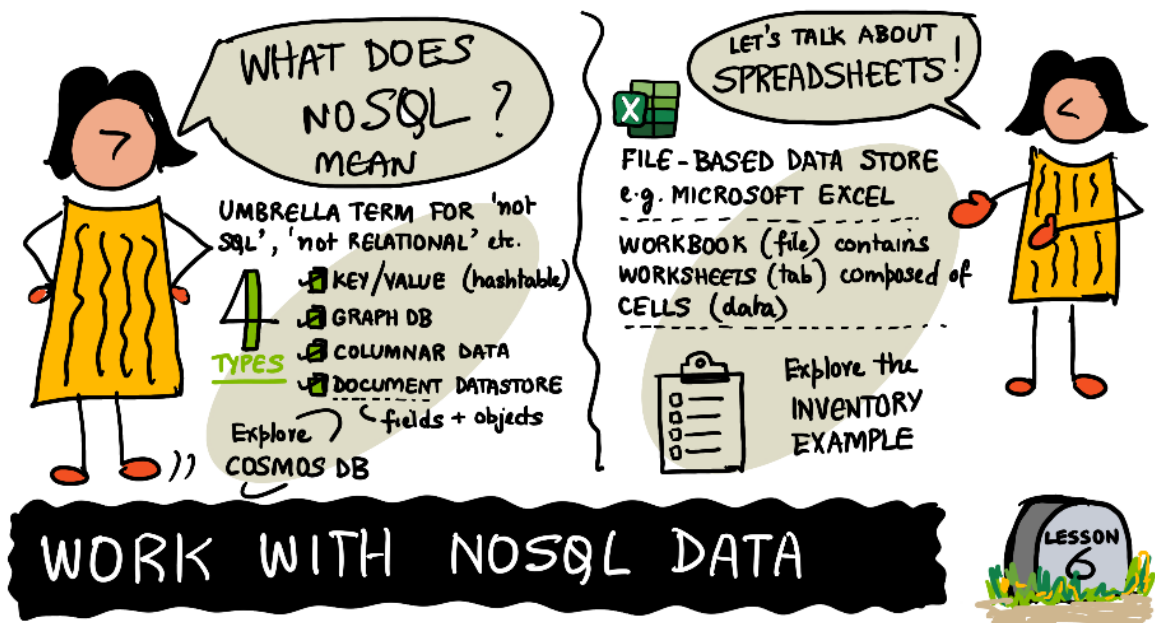 WHAT DOES
NOSQL ?
MEAN
UMBRELLA TERM FOR 'not
SQL', 'not RELATIONAL' etc.
4
TYPES
KEY/VALUE (hashtable)
GRAPH DB
COLUMNAR DATA
DOCUMENT DATASTORE
fields + objects
Explore
COSMOS DB
LET'S TALK ABOUT
SPREADSHEETS!
X
FILE-BASED DATA STORE
e.g. MICROSOFT EXCEL
WORKBOOK (file) contains
WORKSHEETS (tab) composed of
CELLS (data)
Explore the
INVENTORY
EXAMPLE
WORK WITH NOSQL DATA
LESSON
6